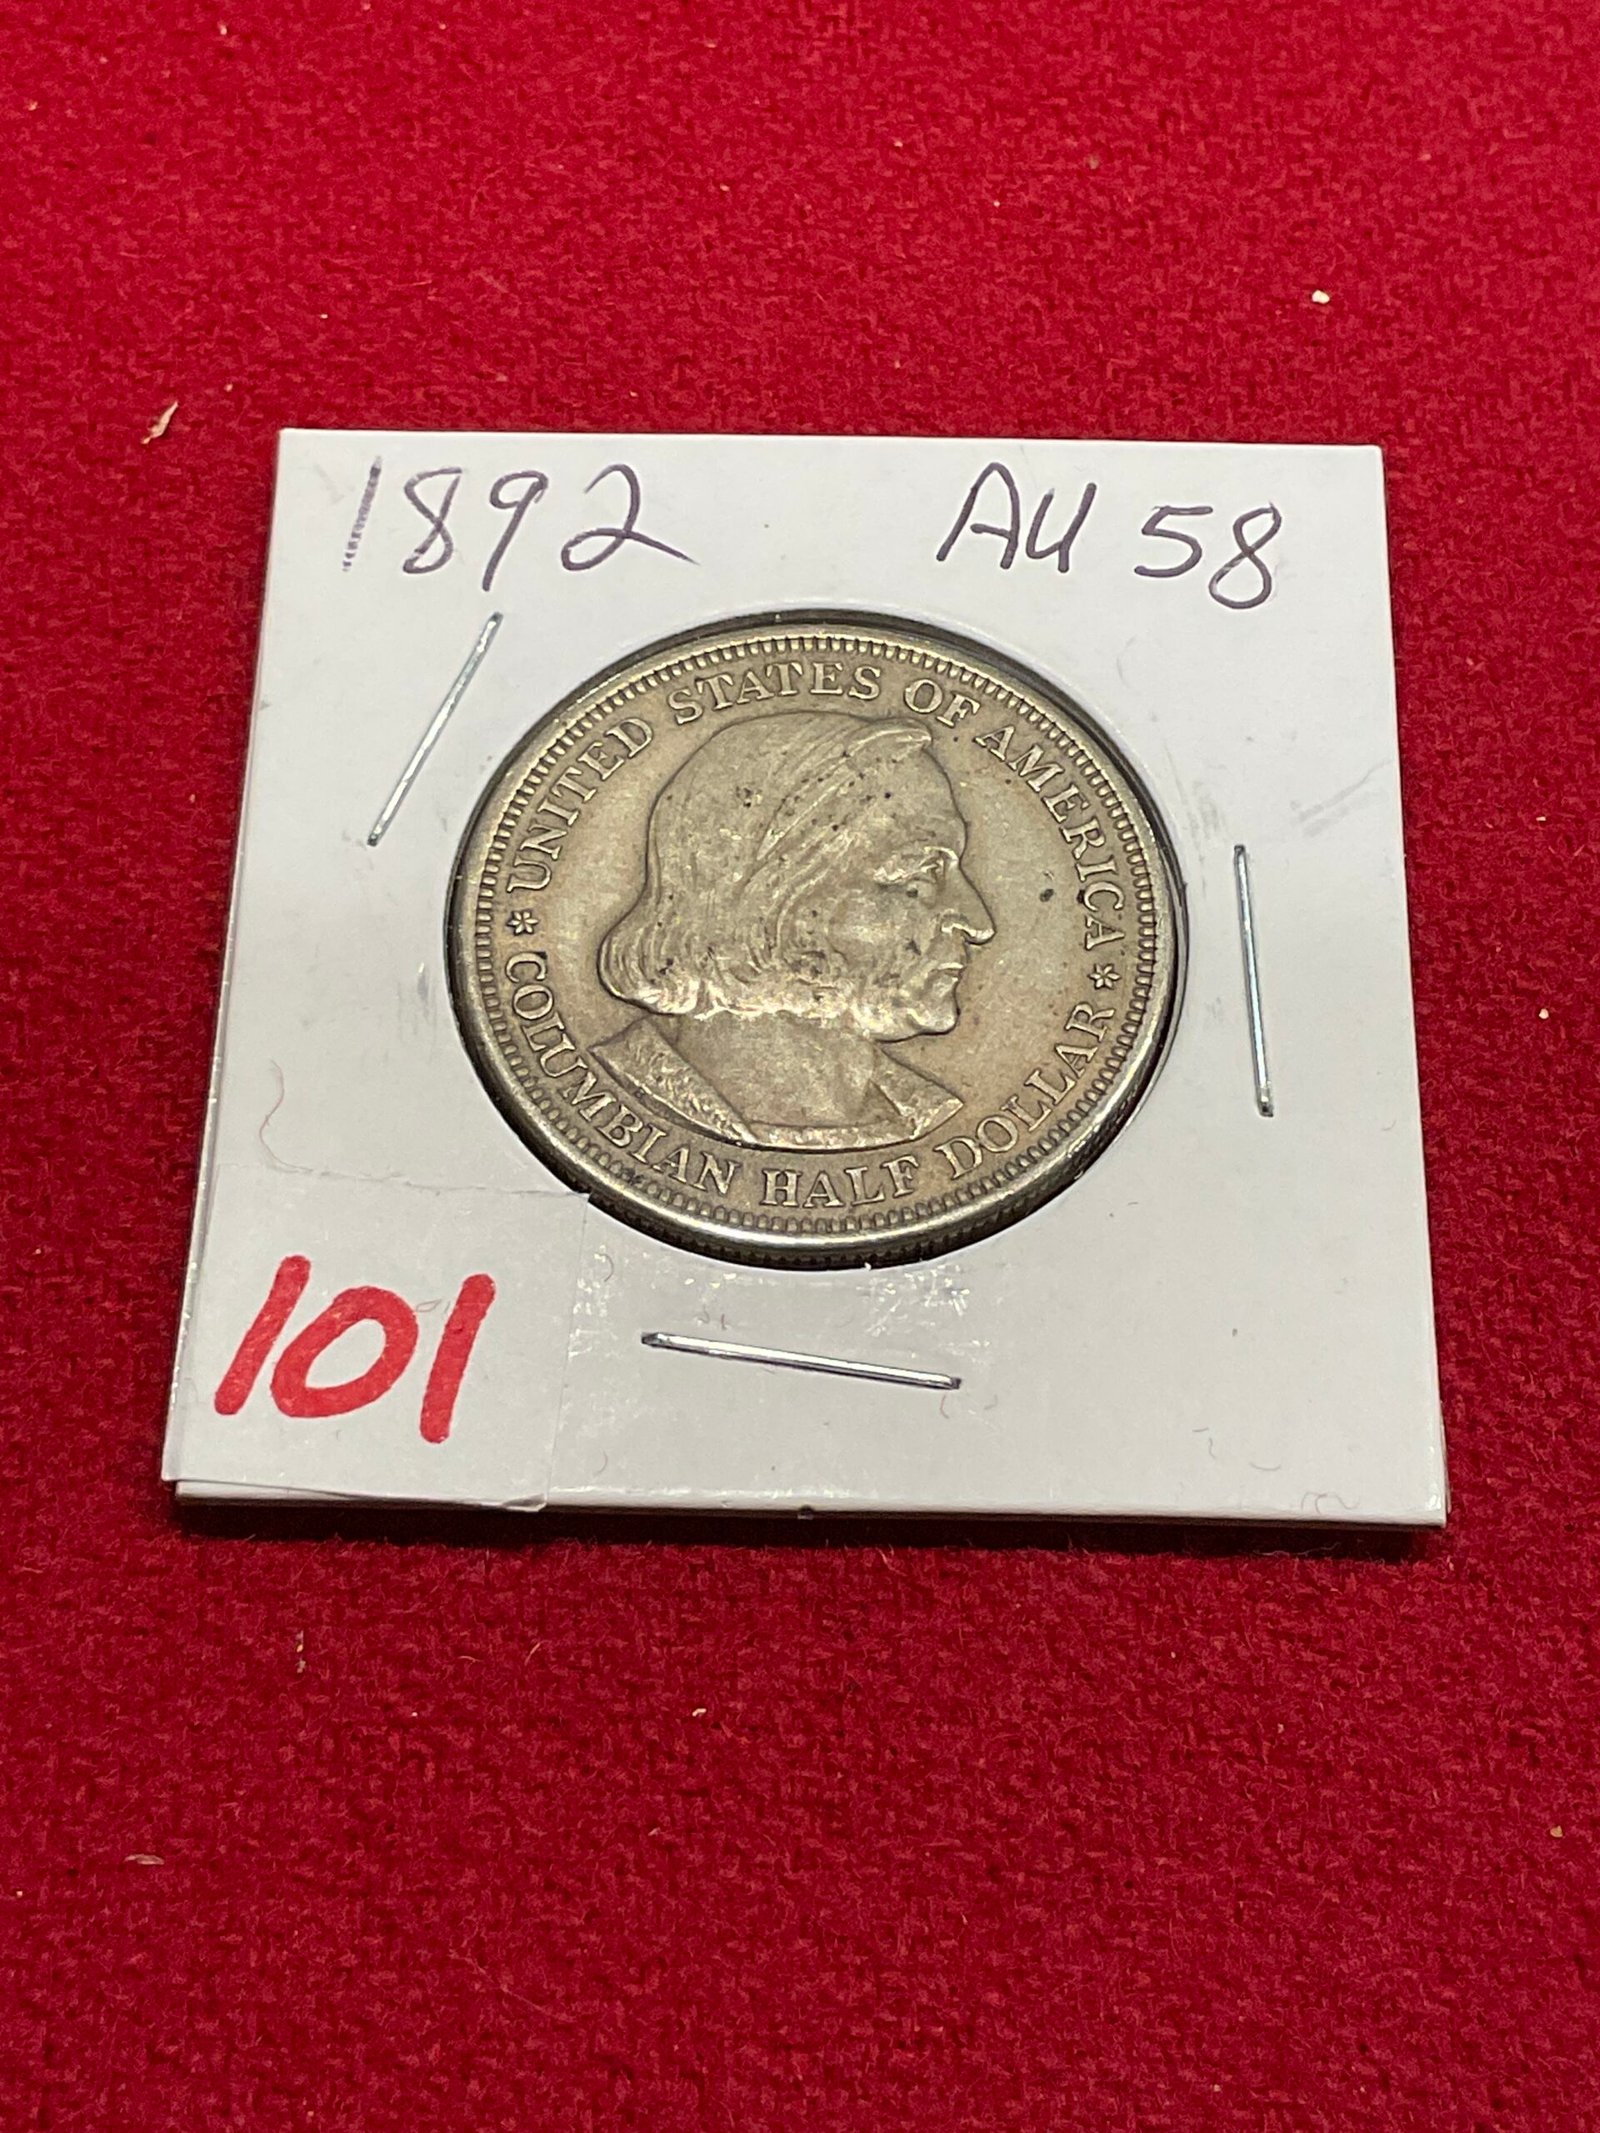 1892 AU 58
UNITED STATES OF AMERICA
COLUMBIAN HALF DOLLAR
101